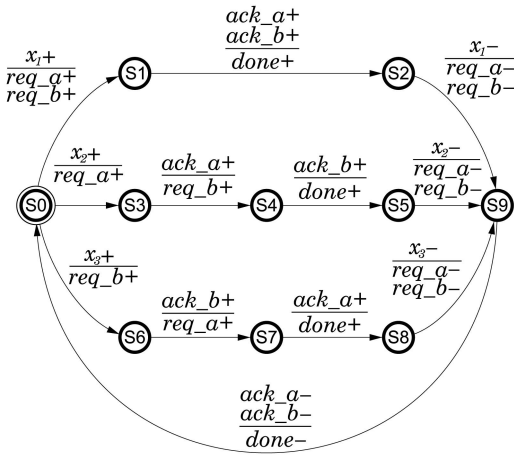 ack_a+
ack_b+
done+
x₁+
req_a+
req_b+
S1
S2
x₁−
req_a−
req_b−
x₂+
req_a+
ack_a+
req_b+
ack_b+
done+
x₂−
req_a−
req_b−
S0
S3
S4
S5
S9
x₃+
req_b+
ack_b+
req_a+
ack_a+
done+
x₃−
req_a−
req_b−
S6
S7
S8
ack_a−
ack_b−
done−